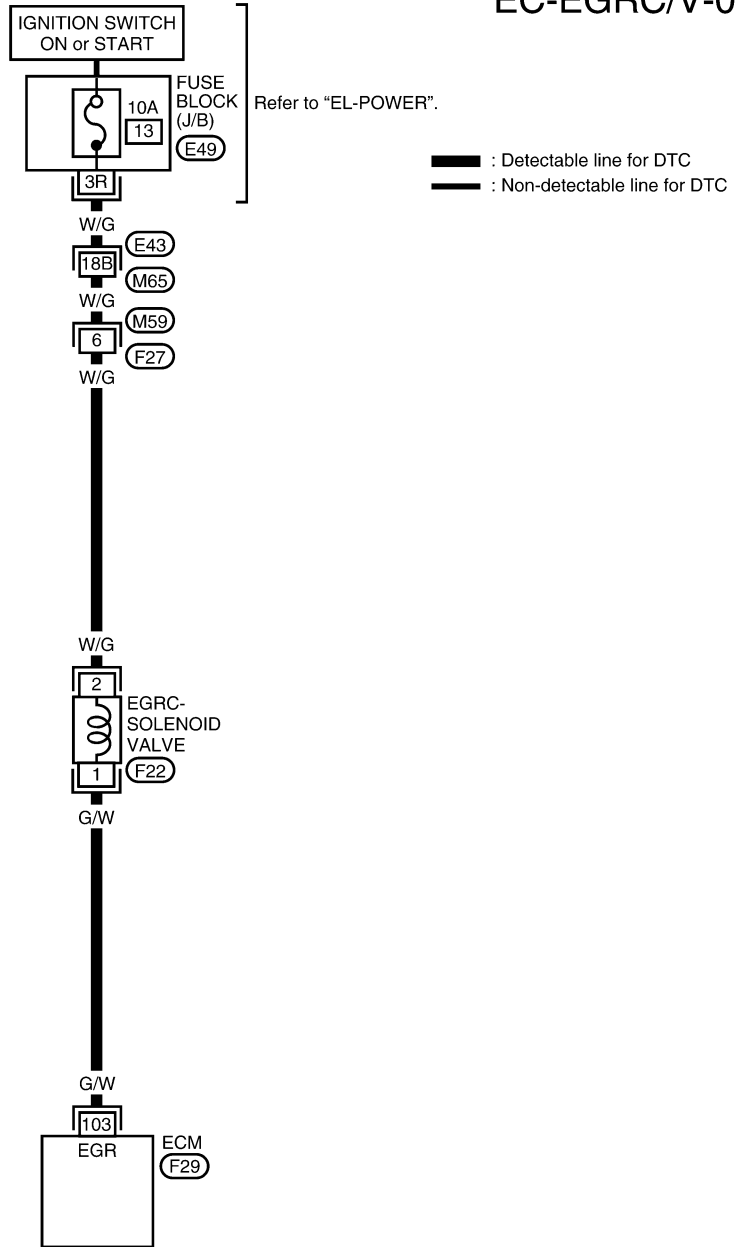 EC-EGRC/V-0
IGNITION SWITCH
ON or START
FUSE
BLOCK
(J/B)
10A
13
E49
Refer to “EL-POWER”.
: Detectable line for DTC
: Non-detectable line for DTC
3R
W/G
E43
18B
M65
W/G
M59
6
F27
W/G
W/G
2
EGRC-
SOLENOID
VALVE
1
F22
G/W
G/W
103
EGR
ECM
F29